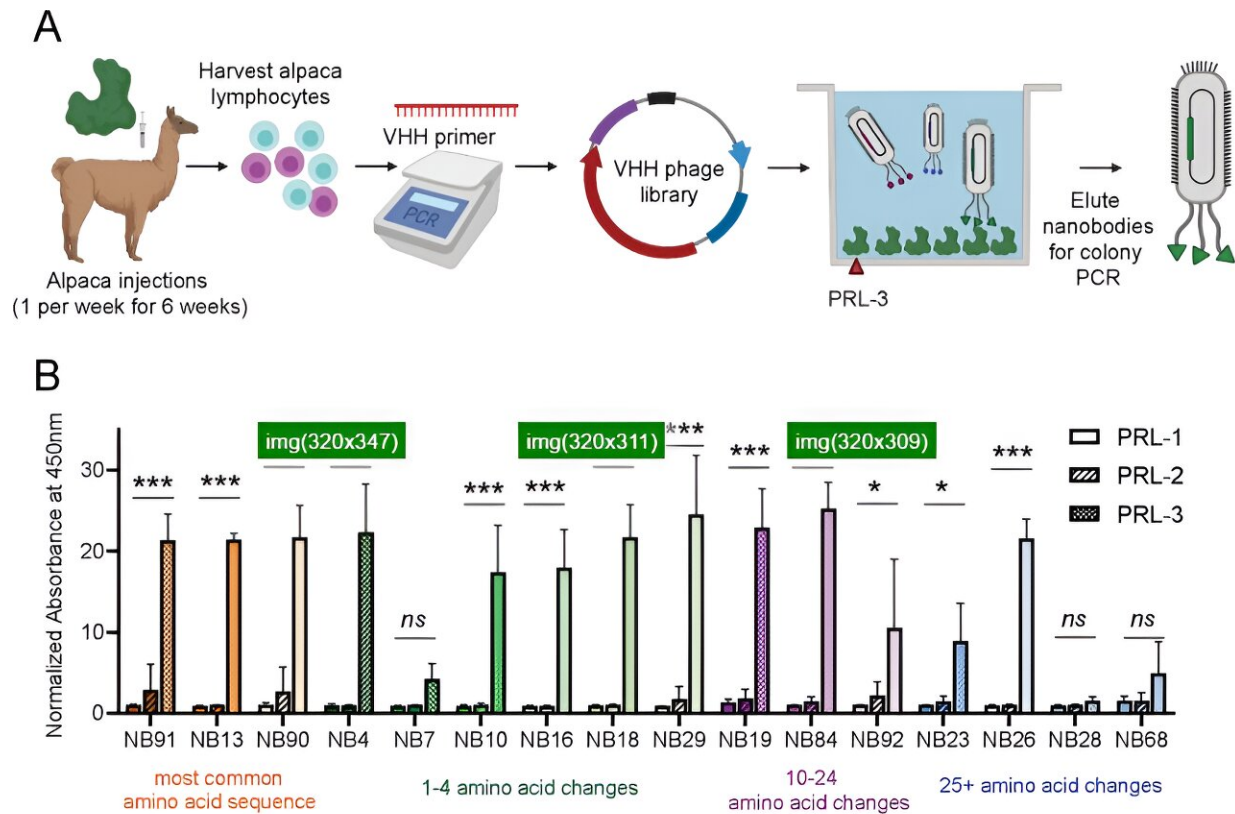 A
Harvest alpaca
lymphocytes
VHH primer
PCR
VHH phage
library
Elute
nanobodies
for colony
PCR
Alpaca injections
(1 per week for 6 weeks)
PRL-3
B
Normalized Absorbance at 450nm
30
20
10
0
img(320x347)
img(320x311)
img(320x309)
***
***
ns
***
***
***
***
*
*
***
ns
ns
PRL-1
PRL-2
PRL-3
NB91 NB13 NB90 NB4 NB7 NB10 NB16 NB18 NB29 NB19 NB84 NB92 NB23 NB26 NB28 NB68
most common
amino acid sequence
1-4 amino acid changes
10-24
amino acid changes
25+ amino acid changes